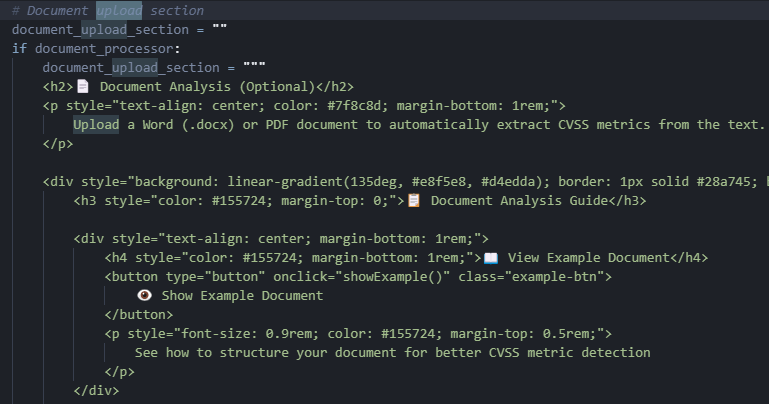 # Document upload section
document_upload_section = ""
if document_processor:
    document_upload_section = """
    <h2>📄 Document Analysis (Optional)</h2>
    <p style="text-align: center; color: #7f8c8d; margin-bottom: 1rem;">
        Upload a Word (.docx) or PDF document to automatically extract CVSS metrics from the text.
    </p>

    <div style="background: linear-gradient(135deg, #e8f5e8, #d4edda); border: 1px solid #28a745;
        <h3 style="color: #155724; margin-top: 0;">📋 Document Analysis Guide</h3>

        <div style="text-align: center; margin-bottom: 1rem;">
            <h4 style="color: #155724; margin-bottom: 1rem;">📖 View Example Document</h4>
            <button type="button" onclick="showExample()" class="example-btn">
                👁️ Show Example Document
            </button>
            <p style="font-size: 0.9rem; color: #155724; margin-top: 0.5rem;">
                See how to structure your document for better CVSS metric detection
            </p>
        </div>